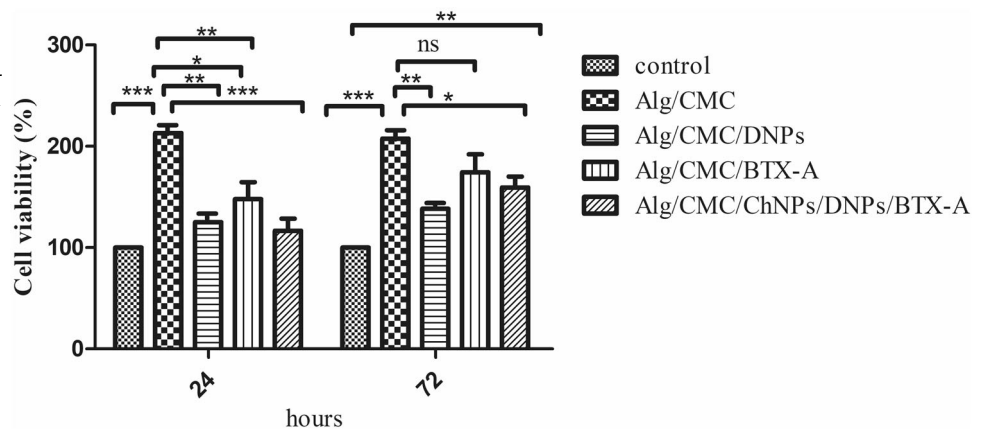 **
**
ns
*
**
***
***
**
***
*
300
200
100
0
Cell viability (%)
24
72
hours
control
Alg/CMC
Alg/CMC/DNPs
Alg/CMC/BTX-A
Alg/CMC/ChNPs/DNPs/BTX-A